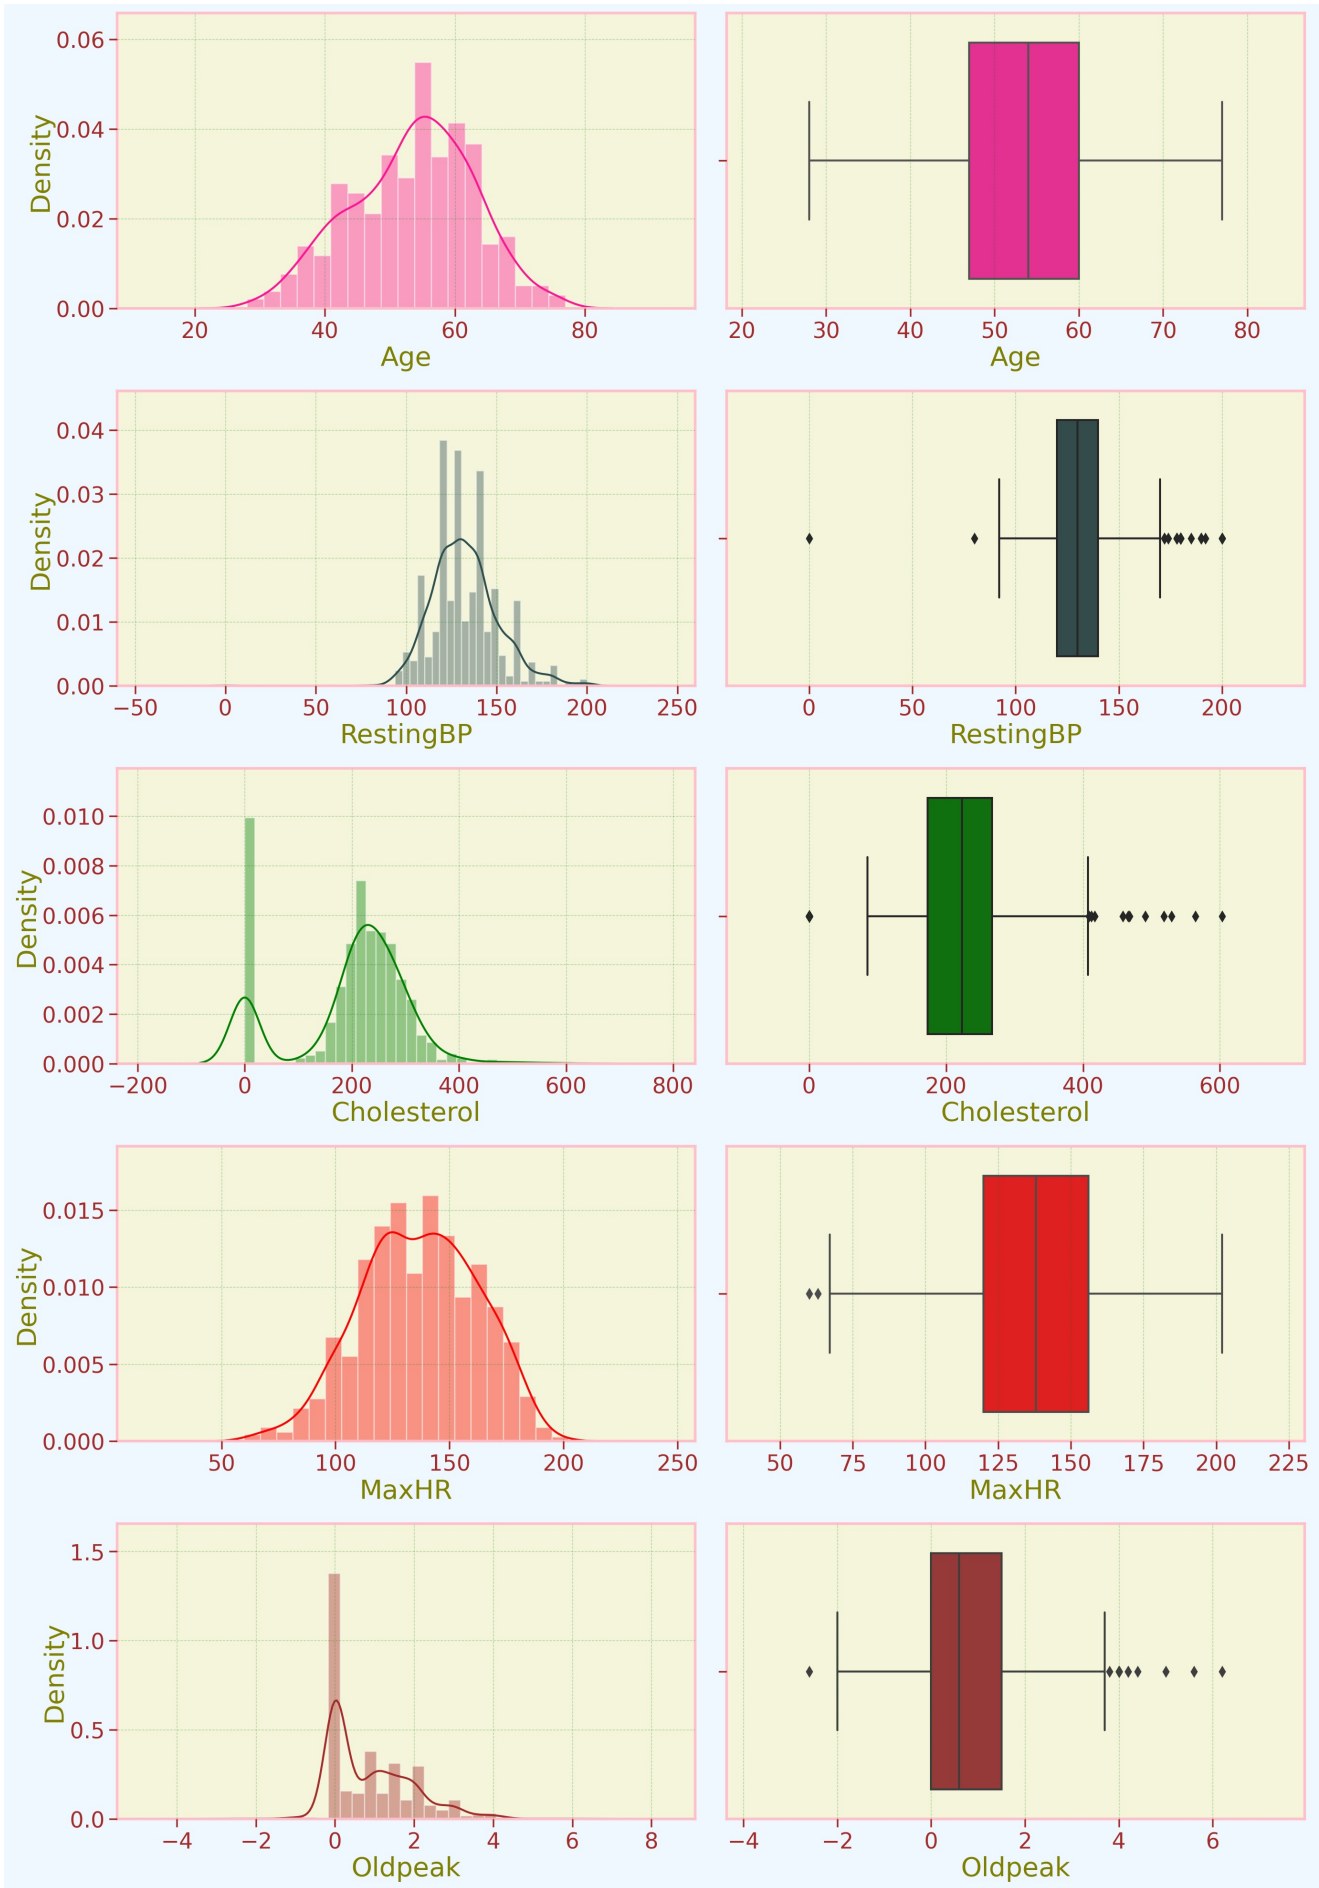 Density
0.06
0.04
0.02
0.00
20 40 60 80
Age
20 30 40 50 60 70 80
Age
Density
0.04
0.03
0.02
0.01
0.00
−50 0 50 100 150 200 250
RestingBP
0 50 100 150 200
RestingBP
Density
0.010
0.008
0.006
0.004
0.002
0.000
−200 0 200 400 600 800
Cholesterol
0 200 400 600
Cholesterol
Density
0.015
0.010
0.005
0.000
50 100 150 200 250
MaxHR
50 75 100 125 150 175 200 225
MaxHR
Density
1.5
1.0
0.5
0.0
−4 −2 0 2 4 6 8
Oldpeak
−4 −2 0 2 4 6
Oldpeak